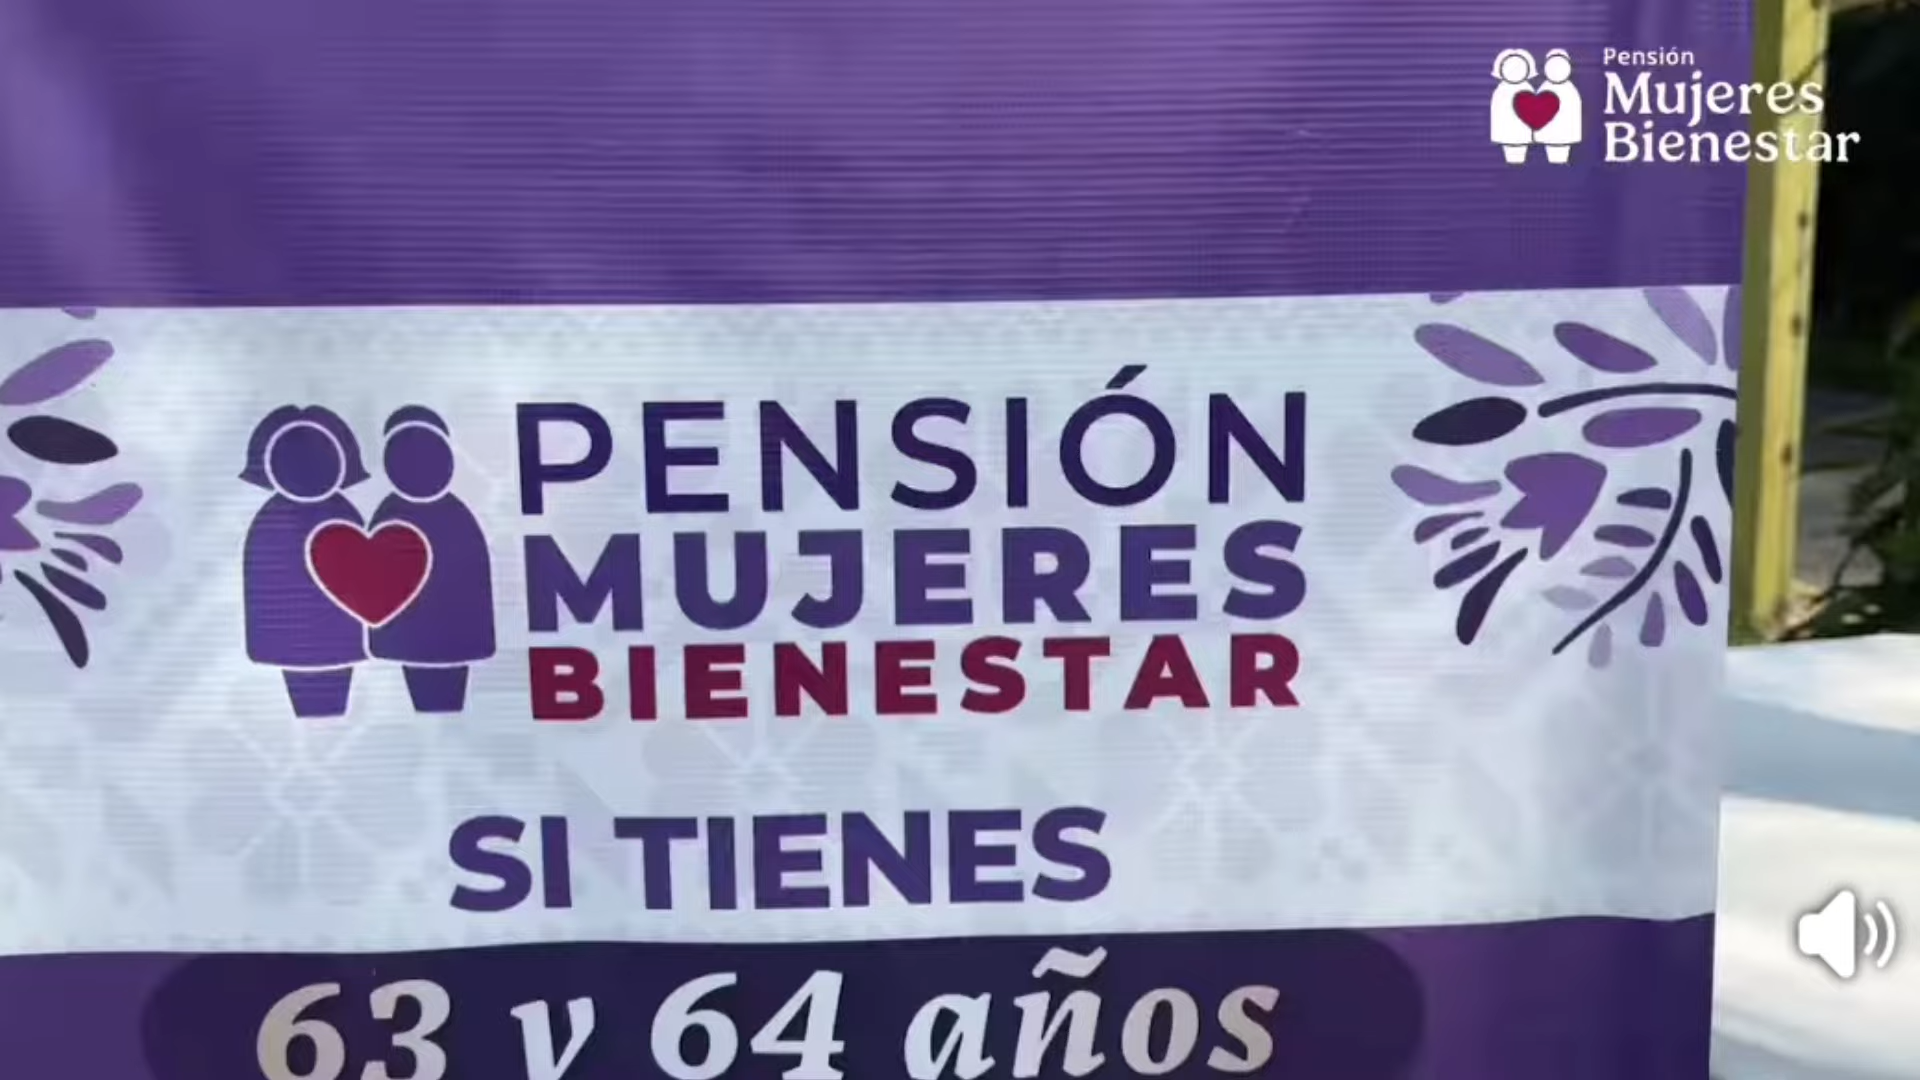 Pensión
Mujeres
Bienestar
PENSIÓN
MUJERES
BIENESTAR
SI TIENES
63 y 64 años